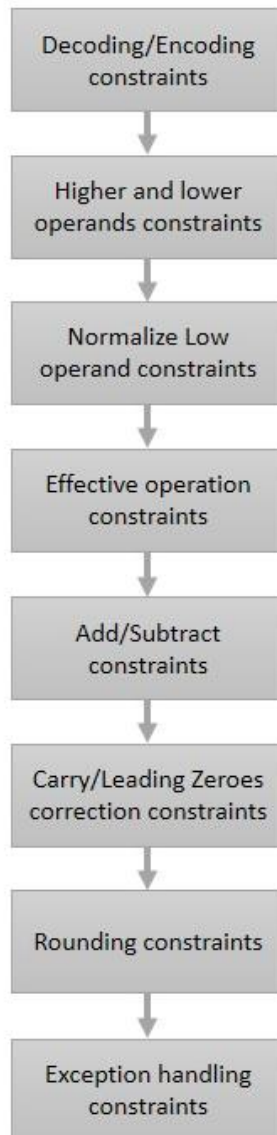 Decoding/Encoding
constraints
Higher and lower
operands constraints
Normalize Low
operand constraints
Effective operation
constraints
Add/Subtract
constraints
Carry/Leading Zeroes
correction constraints
Rounding constraints
Exception handling
constraints